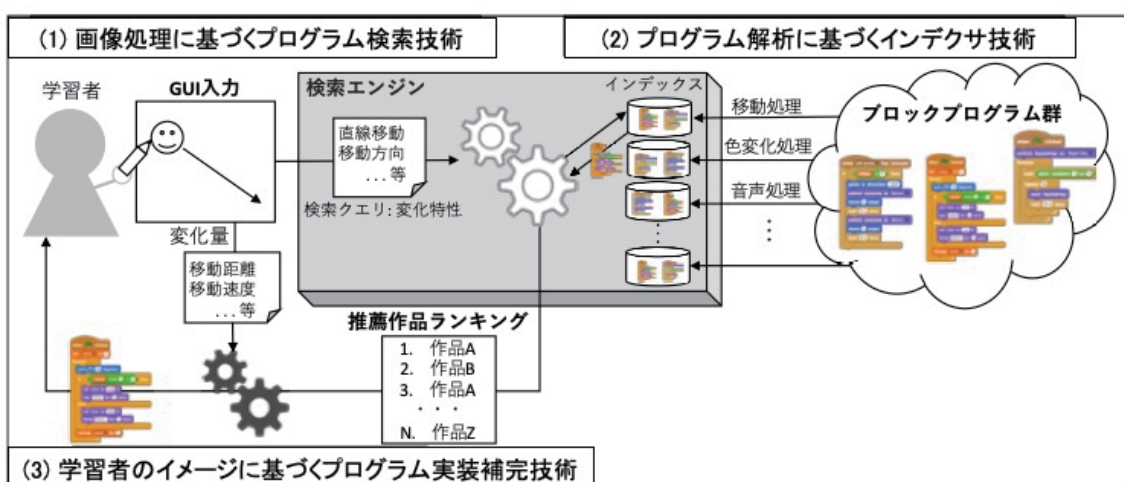 (1) 画像処理に基づくプログラム検索技術
(2) プログラム解析に基づくインデクサ技術
学習者
GUI入力
検索エンジン
インデックス
直線移動
移動方向
...等
検索クエリ: 変化特性
移動処理
色変化処理
音声処理
ブロックプログラム群
変化量
移動距離
移動速度
...等
推薦作品ランキング
1. 作品A
2. 作品B
3. 作品A
・・・
N. 作品Z
(3) 学習者のイメージに基づくプログラム実装補完技術